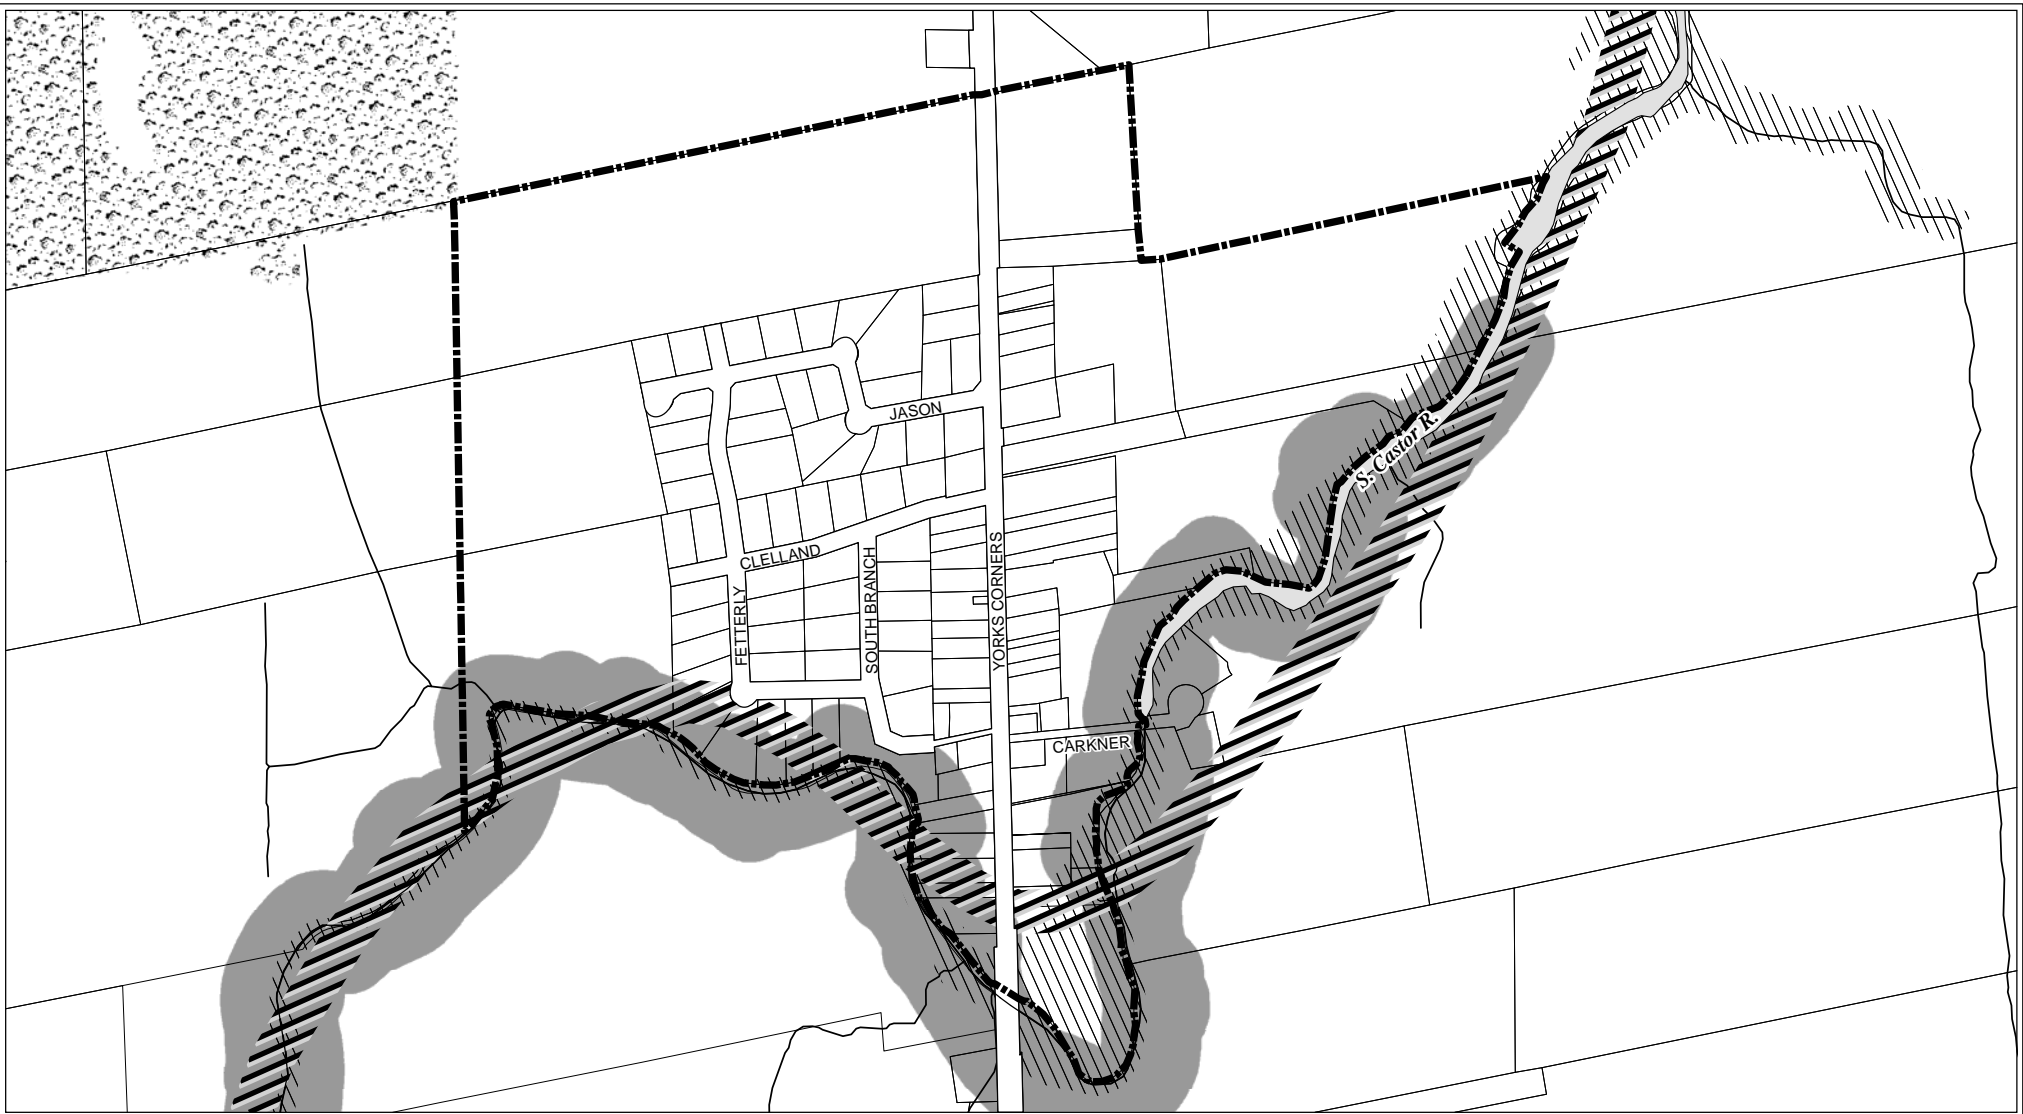 JASON
S. Castor R.
CLELLAND
FETTERLY
SOUTH BRANCH
YORKS CORNERS
CARKNER